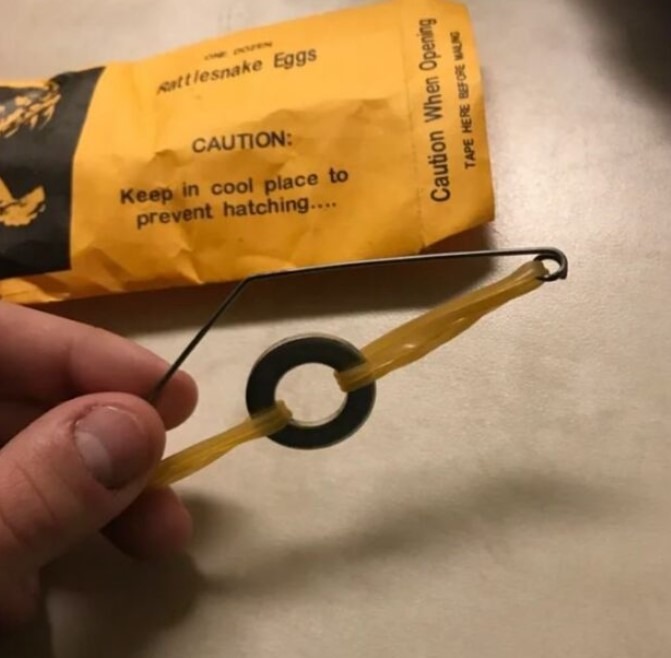 ONE DOZEN
Rattlesnake Eggs
CAUTION:
Keep in cool place to
prevent hatching....
Caution When Opening
TAPE HERE BEFORE MAILING